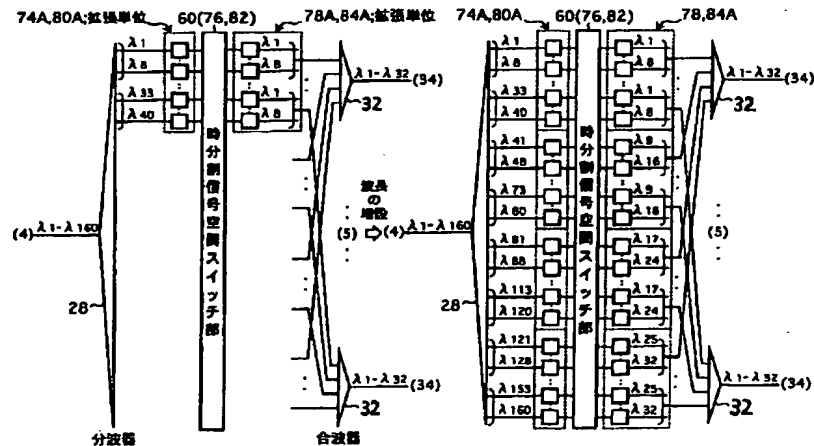 74A,80A;拡張単位
60(76,82)
78A,84A;拡張単位
λ1
λ8
λ33
λ40
λ1
λ8
λ1
λ8
時分割信号空間スイッチ部
(4) λ1-λ160
28
分波器
λ1-λ32 (34)
32
(5)
λ1-λ32 (34)
32
合波器
波長の増設
74A,80A
60(76,82)
78,84A
(4) λ1-λ160
28
λ1
λ8
λ33
λ40
λ41
λ48
λ73
λ60
λ81
λ88
λ113
λ120
λ121
λ128
λ153
λ160
時分割信号空間スイッチ部
λ1
λ8
λ1
λ8
λ9
λ16
λ9
λ16
λ17
λ24
λ17
λ24
λ25
λ32
λ25
λ32
λ1-λ32 (34)
32
(5)
λ1-λ32 (34)
32